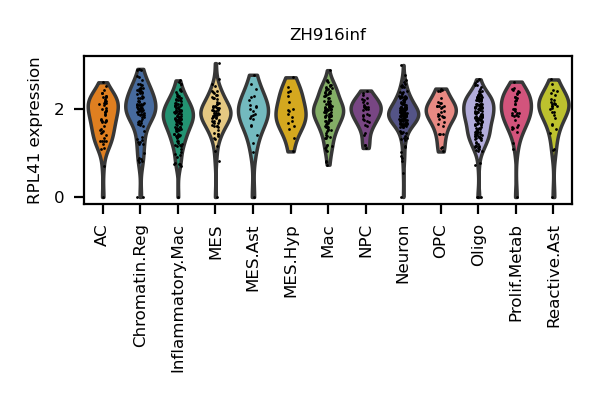 ZH916inf
RPL41 expression
2
0
AC
Chromatin.Reg
Inflammatory.Mac
MES
MES.Ast
MES.Hyp
Mac
NPC
Neuron
OPC
Oligo
Prolif.Metab
Reactive.Ast